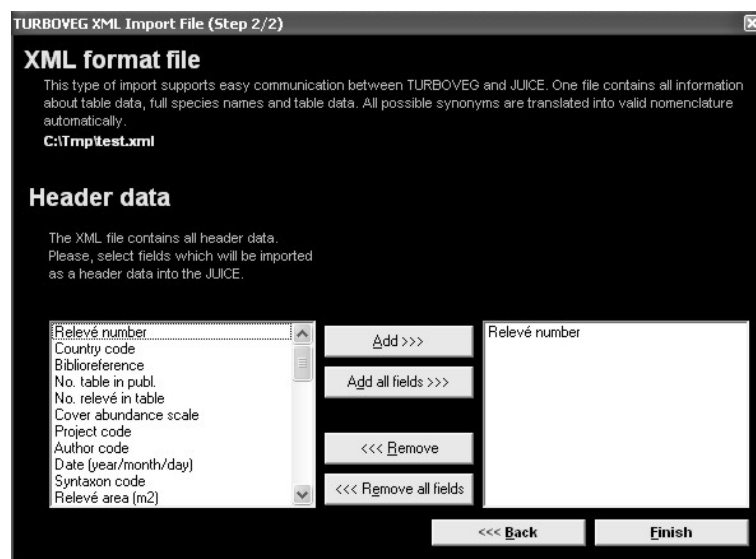 TURBOVEG XML Import File (Step 2/2)
XML format file
This type of import supports easy communication between TURBOVEG and JUICE. One file contains all information
about table data, full species names and table data. All possible synonyms are translated into valid nomenclature
automatically.
C:\Tmp\test.xml
Header data
The XML file contains all header data.
Please, select fields which will be imported
as a header data into the JUICE.
Relevé number
Country code
Biblioreference
No. table in publ.
No. relevé in table
Cover abundance scale
Project code
Author code
Date (year/month/day)
Syntaxon code
Relevé area (m2)
Add >>>
Add all fields >>>
<<< Remove
<<< Remove all fields
Relevé number
<<< Back
Finish